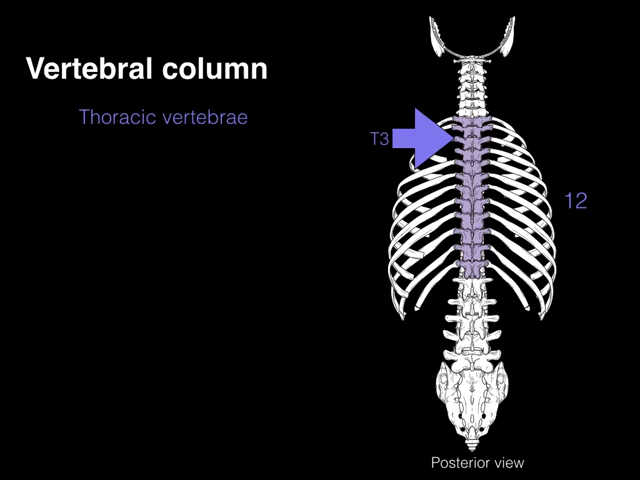 Vertebral column
Thoracic vertebrae
T3
12
Posterior view